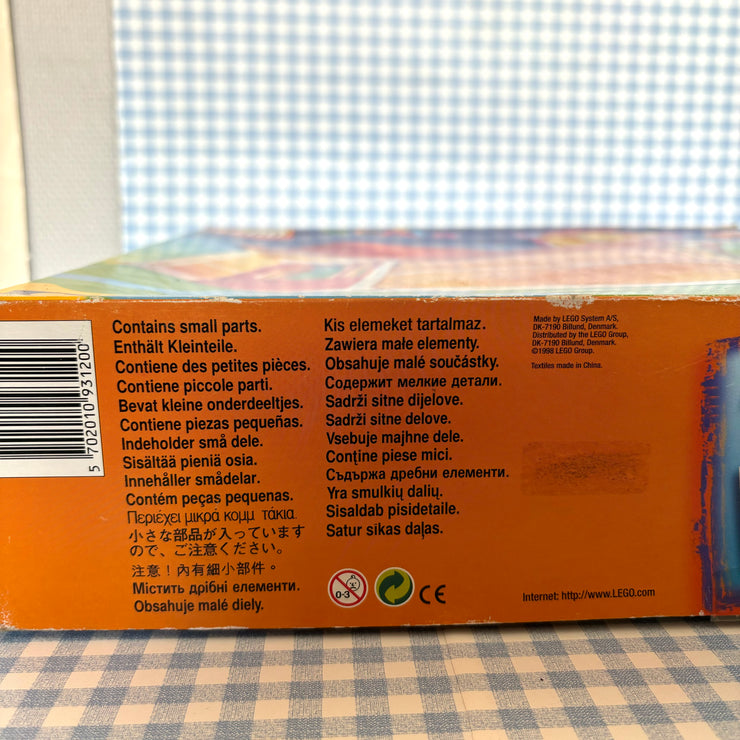 5 702010 931200
Contains small parts.
Enthält Kleinteile.
Contiene des petites pièces.
Contiene piccole parti.
Bevat kleine onderdeeltjes.
Contiene piezas pequeñas.
Indeholder små dele.
Sisältää pieniä osia.
Innehåller smådelar.
Contém peças pequenas.
Περιέχει μικρά κομμ τάκια.
小さな部品が入っています
ので、ご注意ください。
注意！內有細小部件。
Містить дрібні елементи.
Obsahuje malé diely.
Kis elemeket tartalmaz.
Zawiera małe elementy.
Obsahuje malé součástky.
Содержит мелкие детали.
Sadrži sitne dijelove.
Sadrži sitne delove.
Vsebuje majhne dele.
Conţine piese mici.
Съдържа дребни елементи.
Yra smulkių dalių.
Sisaldab pisidetaile.
Satur sīkas daļas.
0-3
CE
Made by LEGO System A/S,
DK-7190 Billund, Denmark.
Distributed by the LEGO Group,
DK-7190 Billund, Denmark.
©1998 LEGO Group.
Textiles made in China.
Internet: http://www.LEGO.com